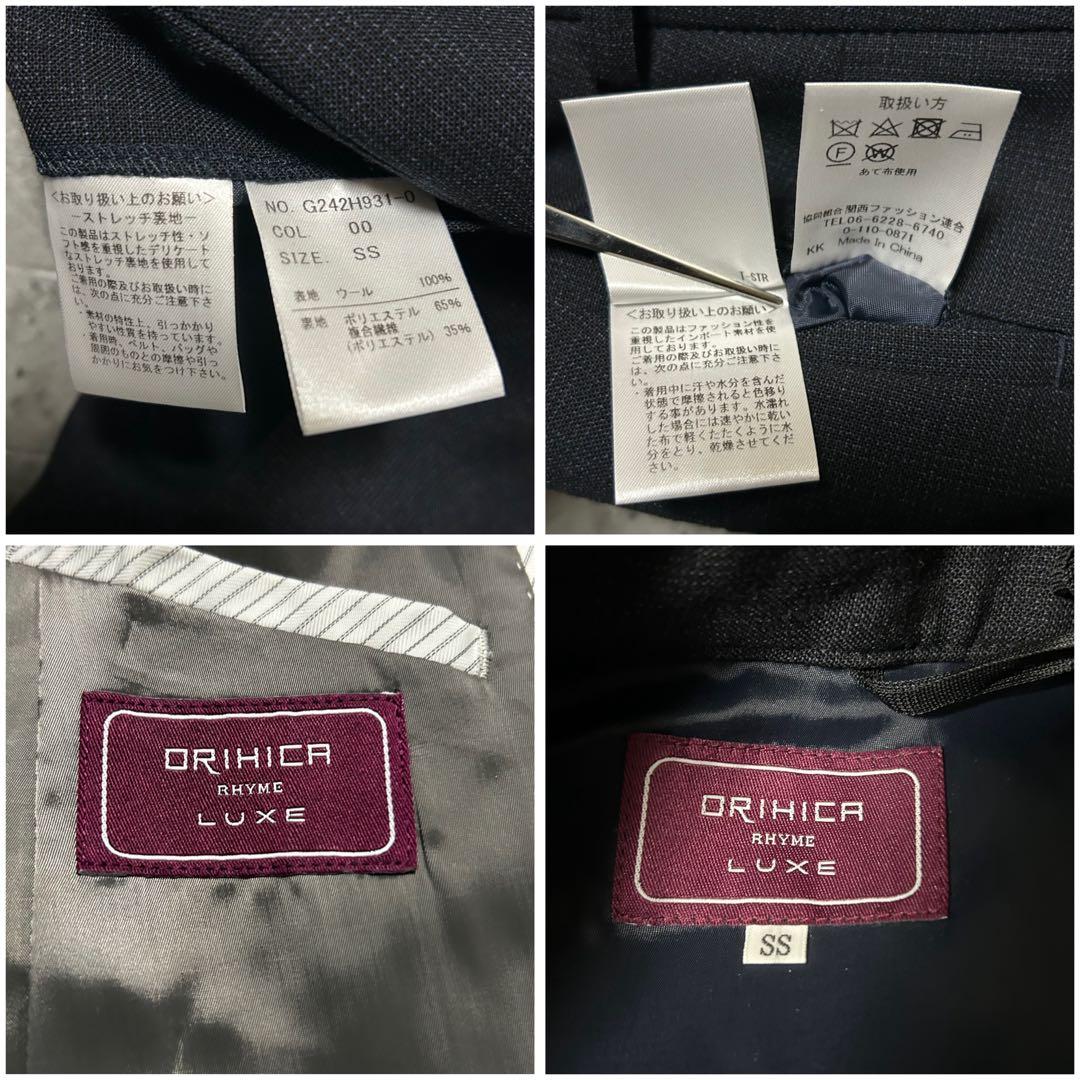 <お取り扱い上のお願い>
―ストレッチ裏地―
この製品はストレッチ性・ソ
フト感を重視したデリケート
なストレッチ裏地を使用して
おります。
ご着用の際及びお取扱い時に
は、次の点に充分ご注意下さ
い。
・素材の特性上、引っかかり
やすい性質を持っています。
・着用時、ベルト、バッグや
周囲のものとの摩擦や引っ
かかりにお気をつけ下さい。
NO. G242H931-0
COL. 00
SIZE. SS
表地 ウール 100%
裏地 ポリエステル 65%
複合繊維
(ポリエステル) 35%
取扱い方
F
W
あて布使用
協同組合 関西ファッション連合
TEL06-6228-6740
0-110-0871
KK Made In China
T-STR
<お取り扱い上のお願い>
この製品はファッション性を
重視したインポート素材を使
用しております。
ご着用の際及びお取扱い時に
は、次の点に充分ご注意下さ
い。
・着用中に汗や水分を含んだ
状態で摩擦されると色移り
する事があります。水濡れ
した場合には速やかに乾い
た布で軽くたたくように水
分をとり、乾燥させてくだ
さい。
ORIHICA
RHYME
LUXE
ORIHICA
RHYME
LUXE
SS